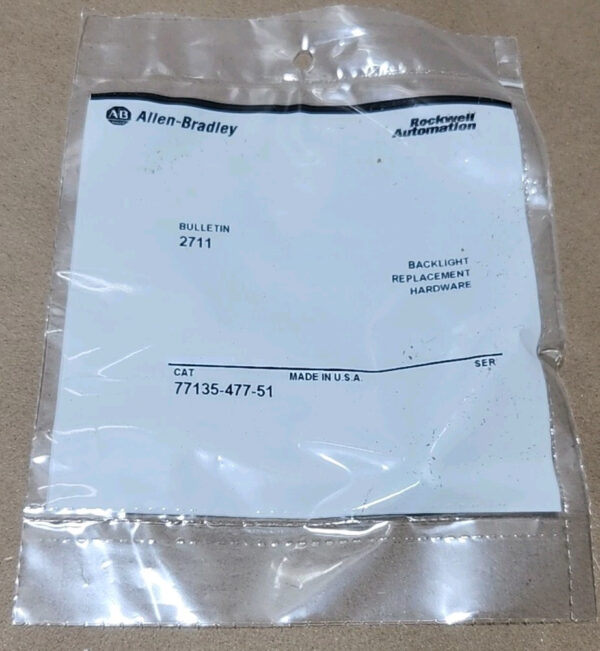 AB Allen-Bradley
Rockwell
Automation
BULLETIN
2711
BACKLIGHT
REPLACEMENT
HARDWARE
CAT
MADE IN U.S.A.
SER
77135-477-51